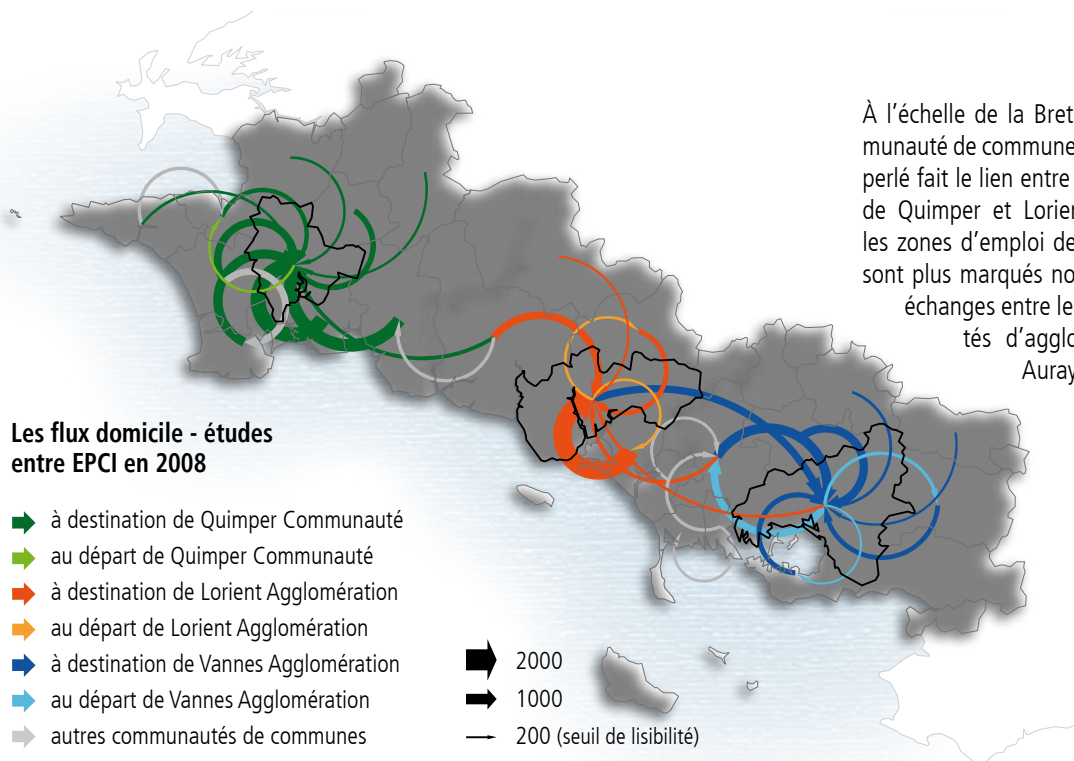 À l'échelle de la Bret
munauté de commune
perlé fait le lien entre
de Quimper et Lorien
les zones d'emploi de
sont plus marqués no
échanges entre le
tés d'agglo
Auray
Les flux domicile - études
entre EPCI en 2008
à destination de Quimper Communauté
au départ de Quimper Communauté
à destination de Lorient Agglomération
au départ de Lorient Agglomération
à destination de Vannes Agglomération
au départ de Vannes Agglomération
autres communautés de communes
2000
1000
200 (seuil de lisibilité)